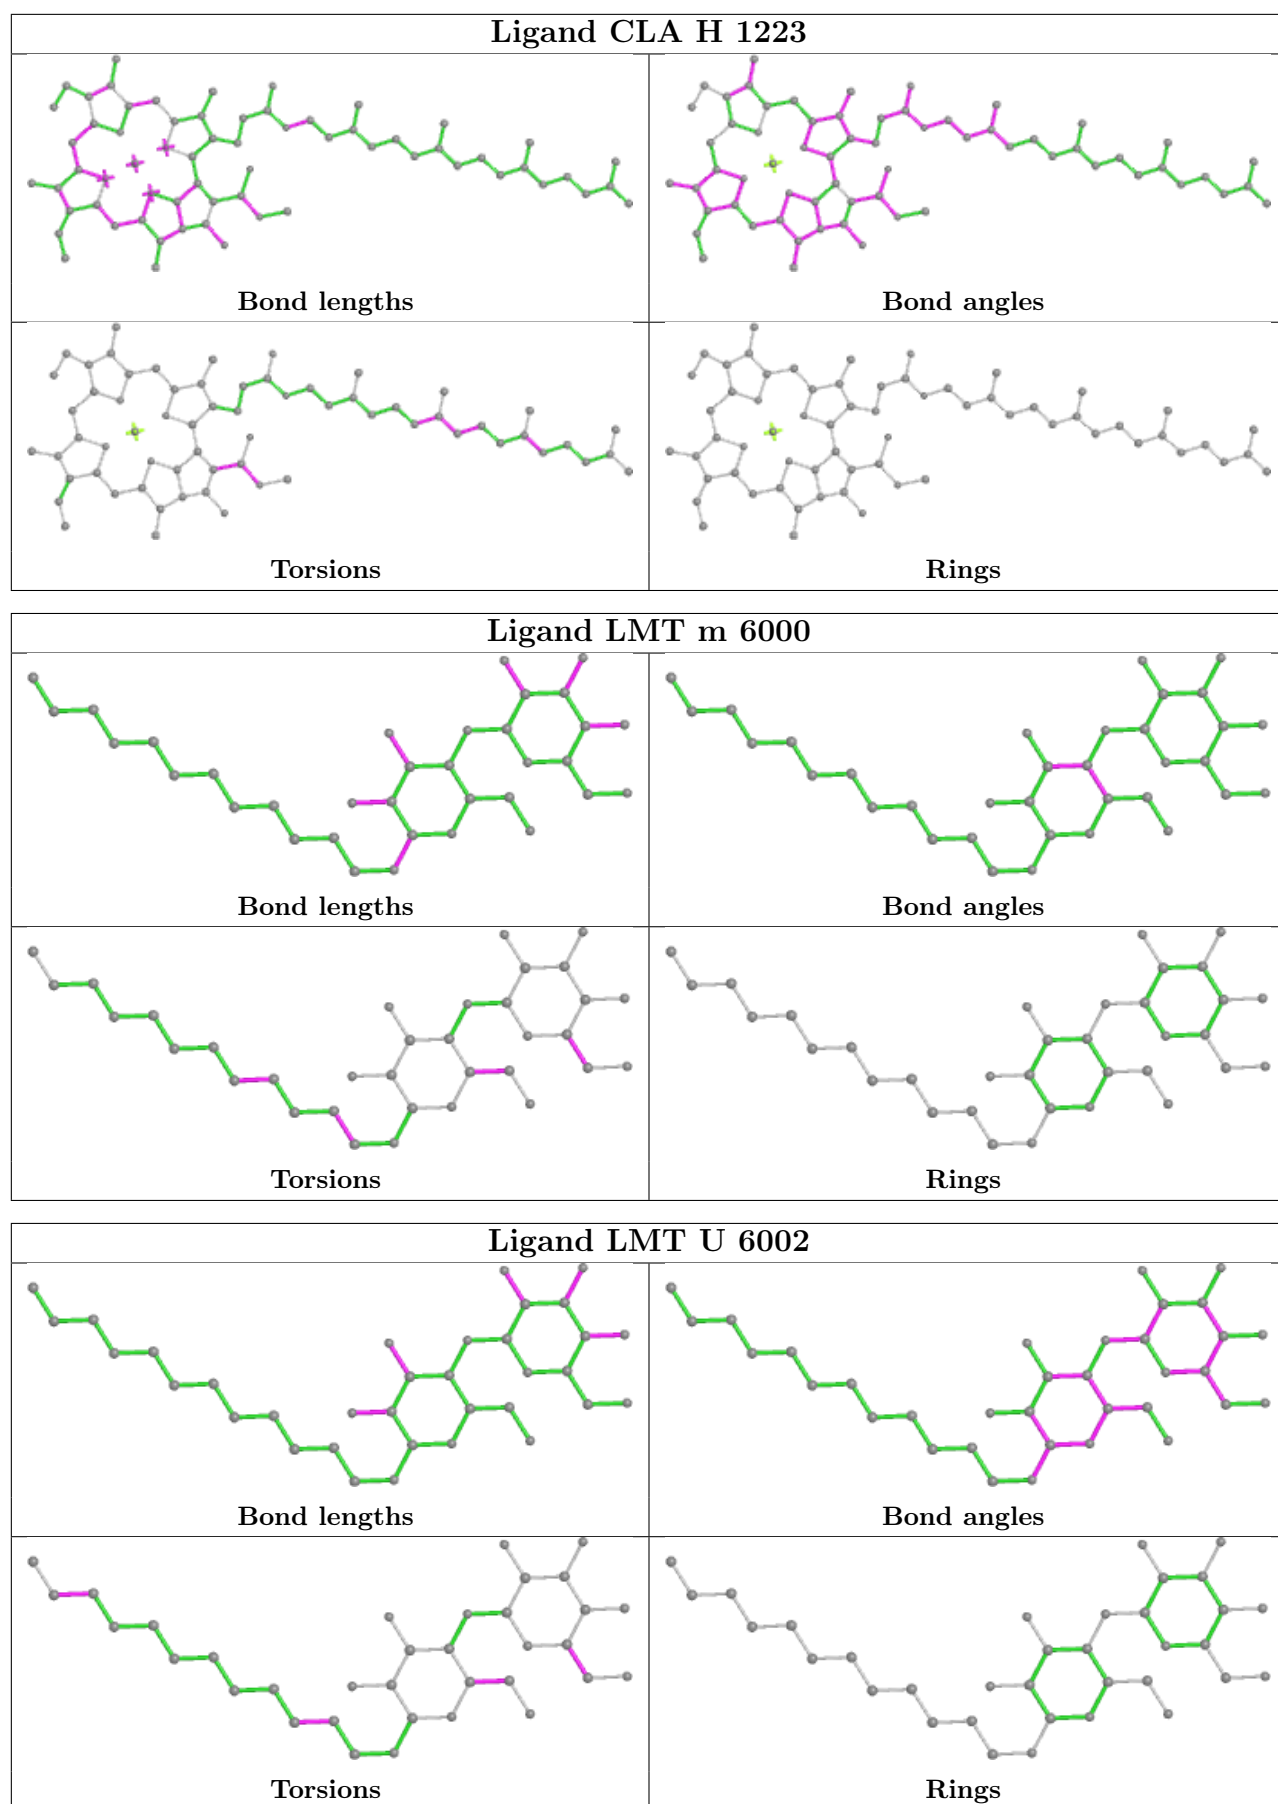 Ligand CLA H 1223
Bond lengths
Bond angles
Torsions
Rings
Ligand LMT m 6000
Bond lengths
Bond angles
Torsions
Rings
Ligand LMT U 6002
Bond lengths
Bond angles
Torsions
Rings